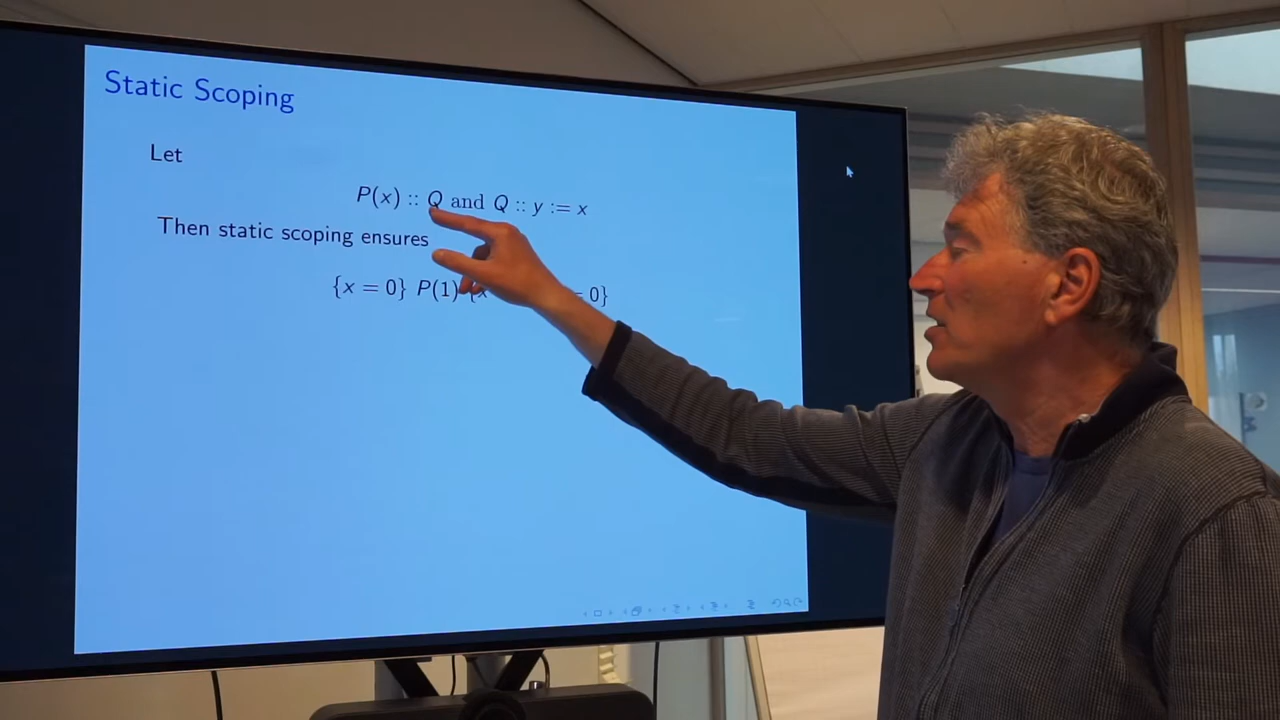 Static Scoping
Let
P(x) :: Q and Q :: y := x
Then static scoping ensures
{x = 0} P(1) {x = 0}